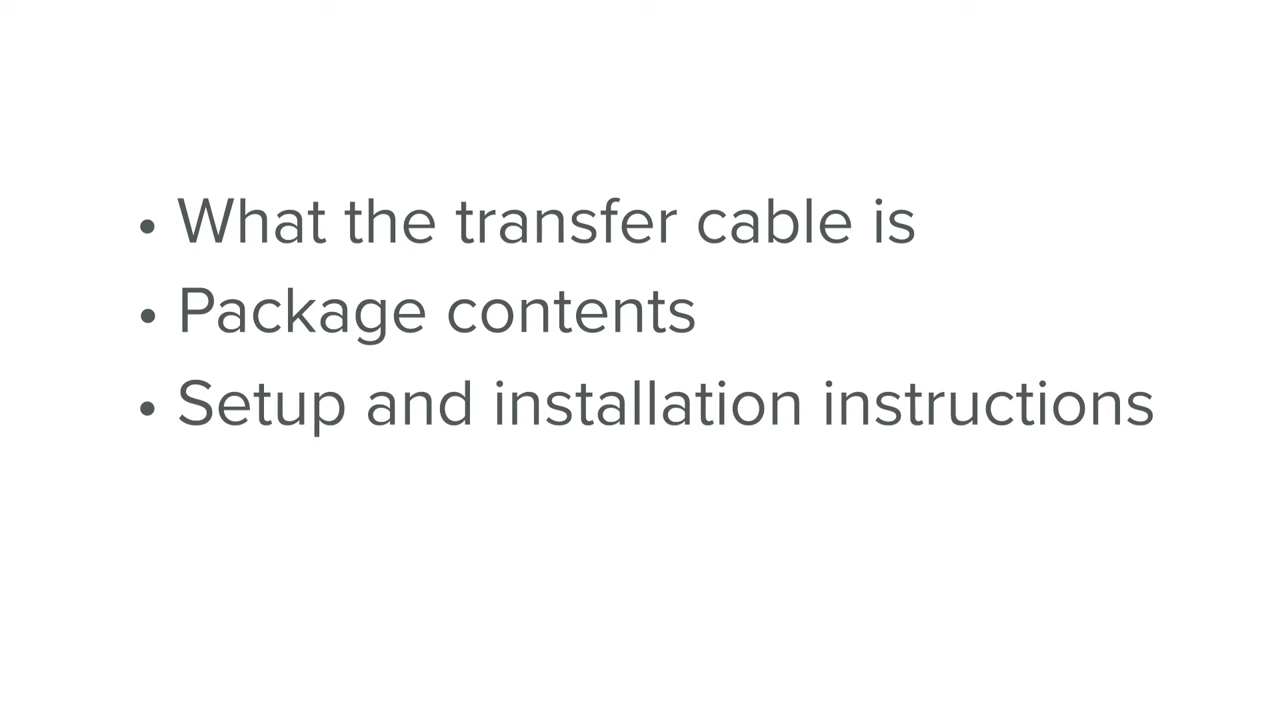 • What the transfer cable is
• Package contents
• Setup and installation instructions